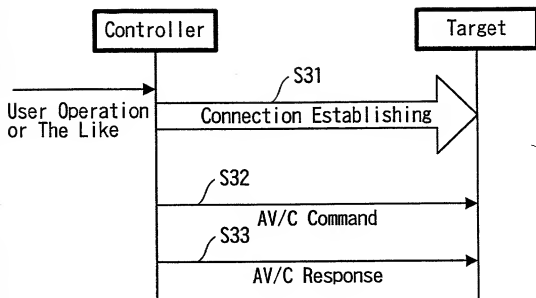 Controller
Target
S31
User Operation
or The Like
Connection Establishing
S32
AV/C Command
S33
AV/C Response